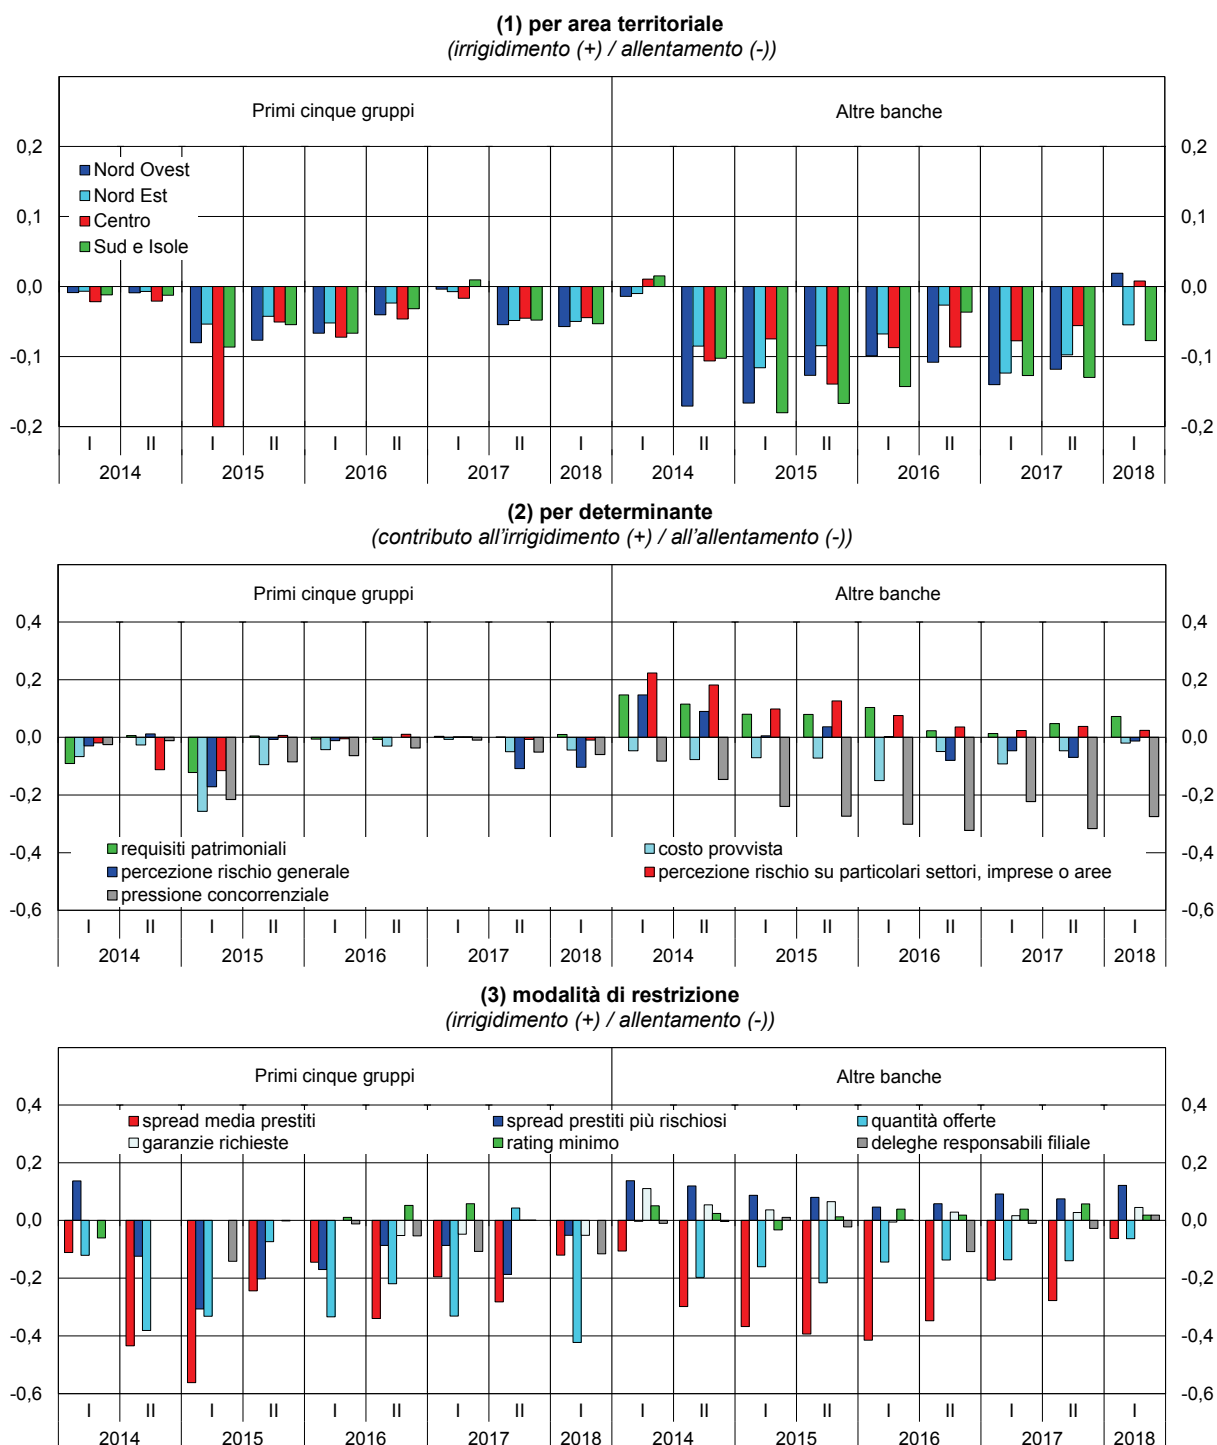 (1) per area territoriale
(irrigidimento (+) / allentamento (-))
Primi cinque gruppi
Altre banche
0,2
0,2
Nord Ovest
Nord Est
0,1
0,1
Centro
Sud e Isole
0,0
0,0
-0,1
-0,1
-0,2
-0,2
I II I II I II I II I I II I II I II I II I
2014 2015 2016 2017 2018 2014 2015 2016 2017 2018
(2) per determinante
(contributo all'irrigidimento (+) / all'allentamento (-))
Primi cinque gruppi
Altre banche
0,4
0,4
0,2
0,2
0,0
0,0
-0,2
-0,2
requisiti patrimoniali
costo provvista
-0,4
-0,4
percezione rischio generale
percezione rischio su particolari settori, imprese o aree
pressione concorrenziale
-0,6
-0,6
I II I II I II I II I I II I II I II I II I
2014 2015 2016 2017 2018 2014 2015 2016 2017 2018
(3) modalità di restrizione
(irrigidimento (+) / allentamento (-))
Primi cinque gruppi
Altre banche
0,4
0,4
spread media prestiti
spread prestiti più rischiosi
quantità offerte
garanzie richieste
rating minimo
deleghe responsabili filiale
0,2
0,2
0,0
0,0
-0,2
-0,2
-0,4
-0,4
-0,6
-0,6
I II I II I II I II I I II I II I II I II I
2014 2015 2016 2017 2018 2014 2015 2016 2017 2018